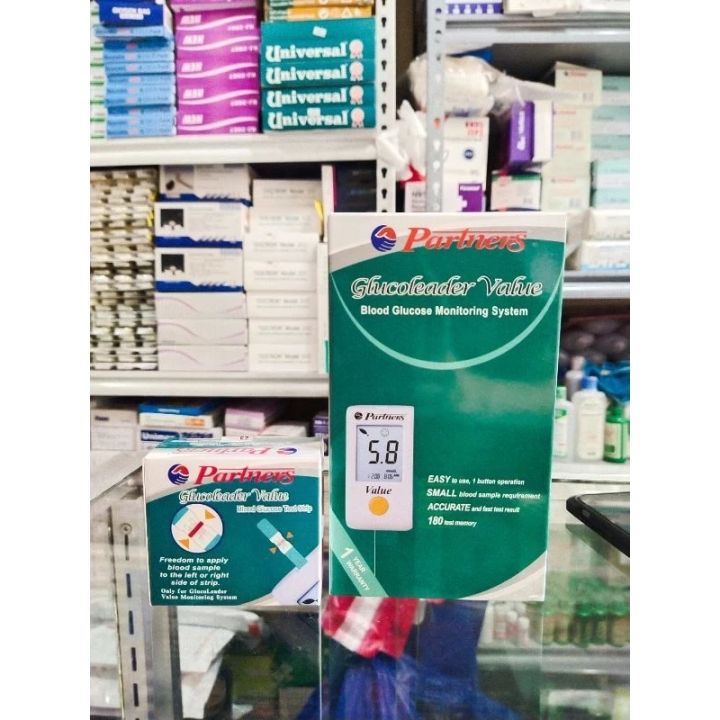 Universal
Universal
Universal
Universal
Partners
Glucoleader Value
Blood Glucose Monitoring System
Partners
5.8
Value
EASY to use, 1 button operation
SMALL blood sample requirement
ACCURATE and fast test result
180 test memory
1 YEAR
WARRANTY
Partners
Glucoleader Value
Blood Glucose Test Strip
Freedom to apply
blood sample
to the left or right
side of strip.
Only for GlucoLeader
Value Monitoring System